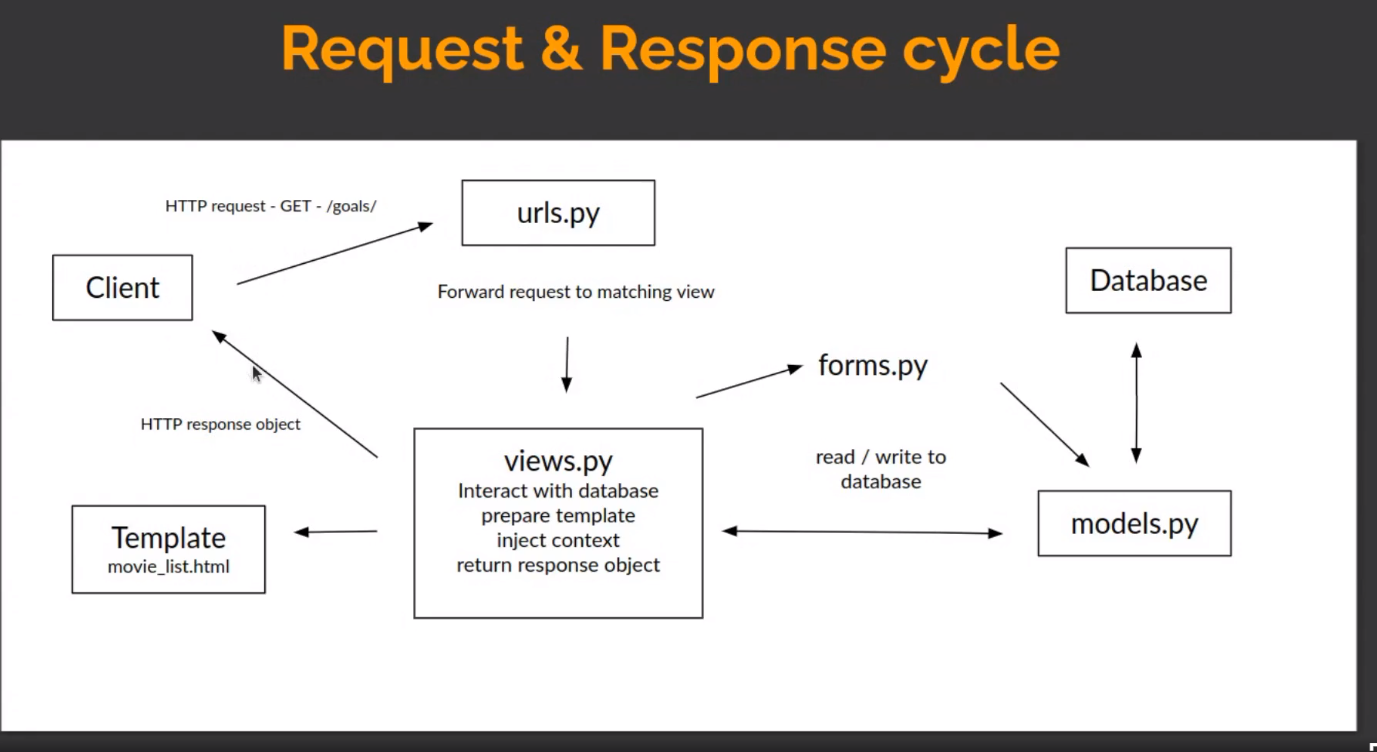 Request & Response cycle
HTTP request - GET - /goals/
urls.py
Client
Database
Forward request to matching view
forms.py
HTTP response object
views.py
Interact with database
prepare template
inject context
return response object
read / write to
database
models.py
Template
movie_list.html